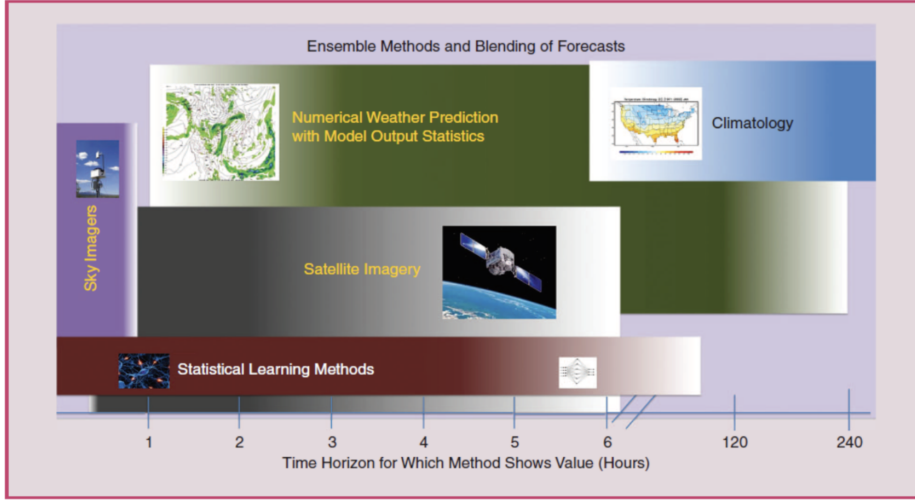 Ensemble Methods and Blending of Forecasts
Numerical Weather Prediction
with Model Output Statistics
Climatology
Sky Imagers
Satellite Imagery
Statistical Learning Methods
1 2 3 4 5 6 120 240
Time Horizon for Which Method Shows Value (Hours)